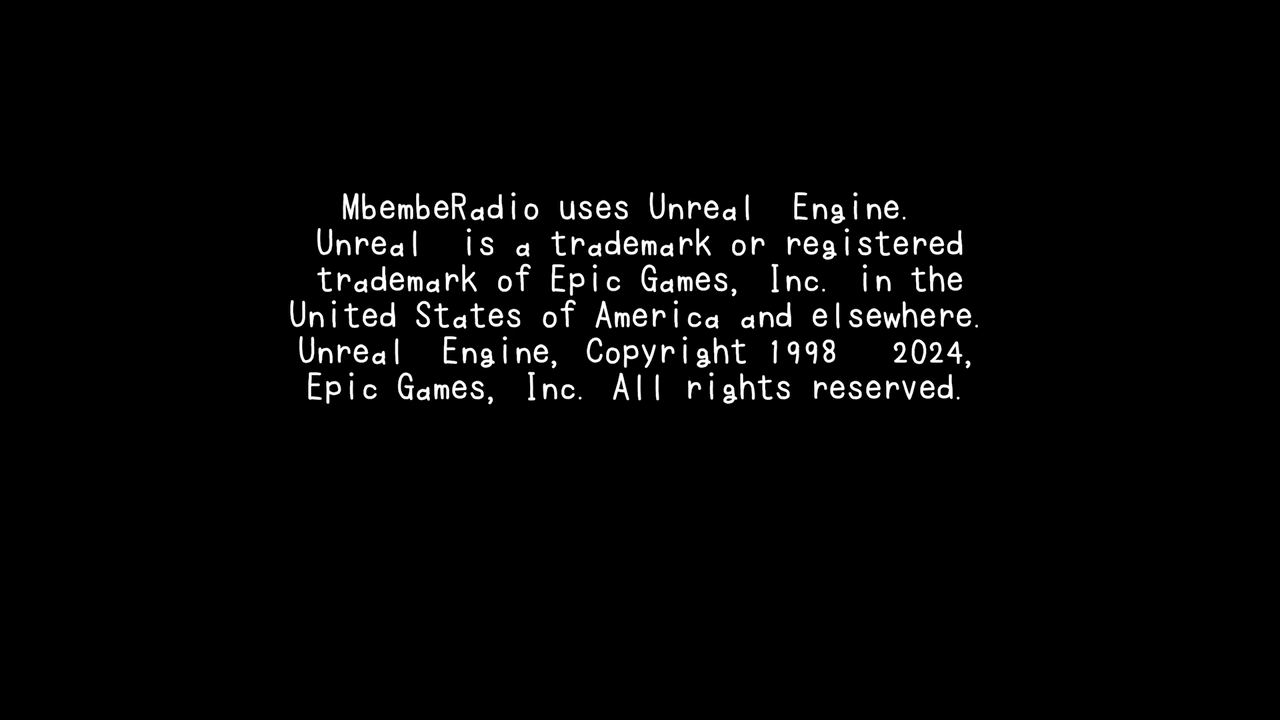 MbembeRadio uses Unreal Engine.
Unreal is a trademark or registered
trademark of Epic Games, Inc. in the
United States of America and elsewhere.
Unreal Engine, Copyright 1998 2024,
Epic Games, Inc. All rights reserved.